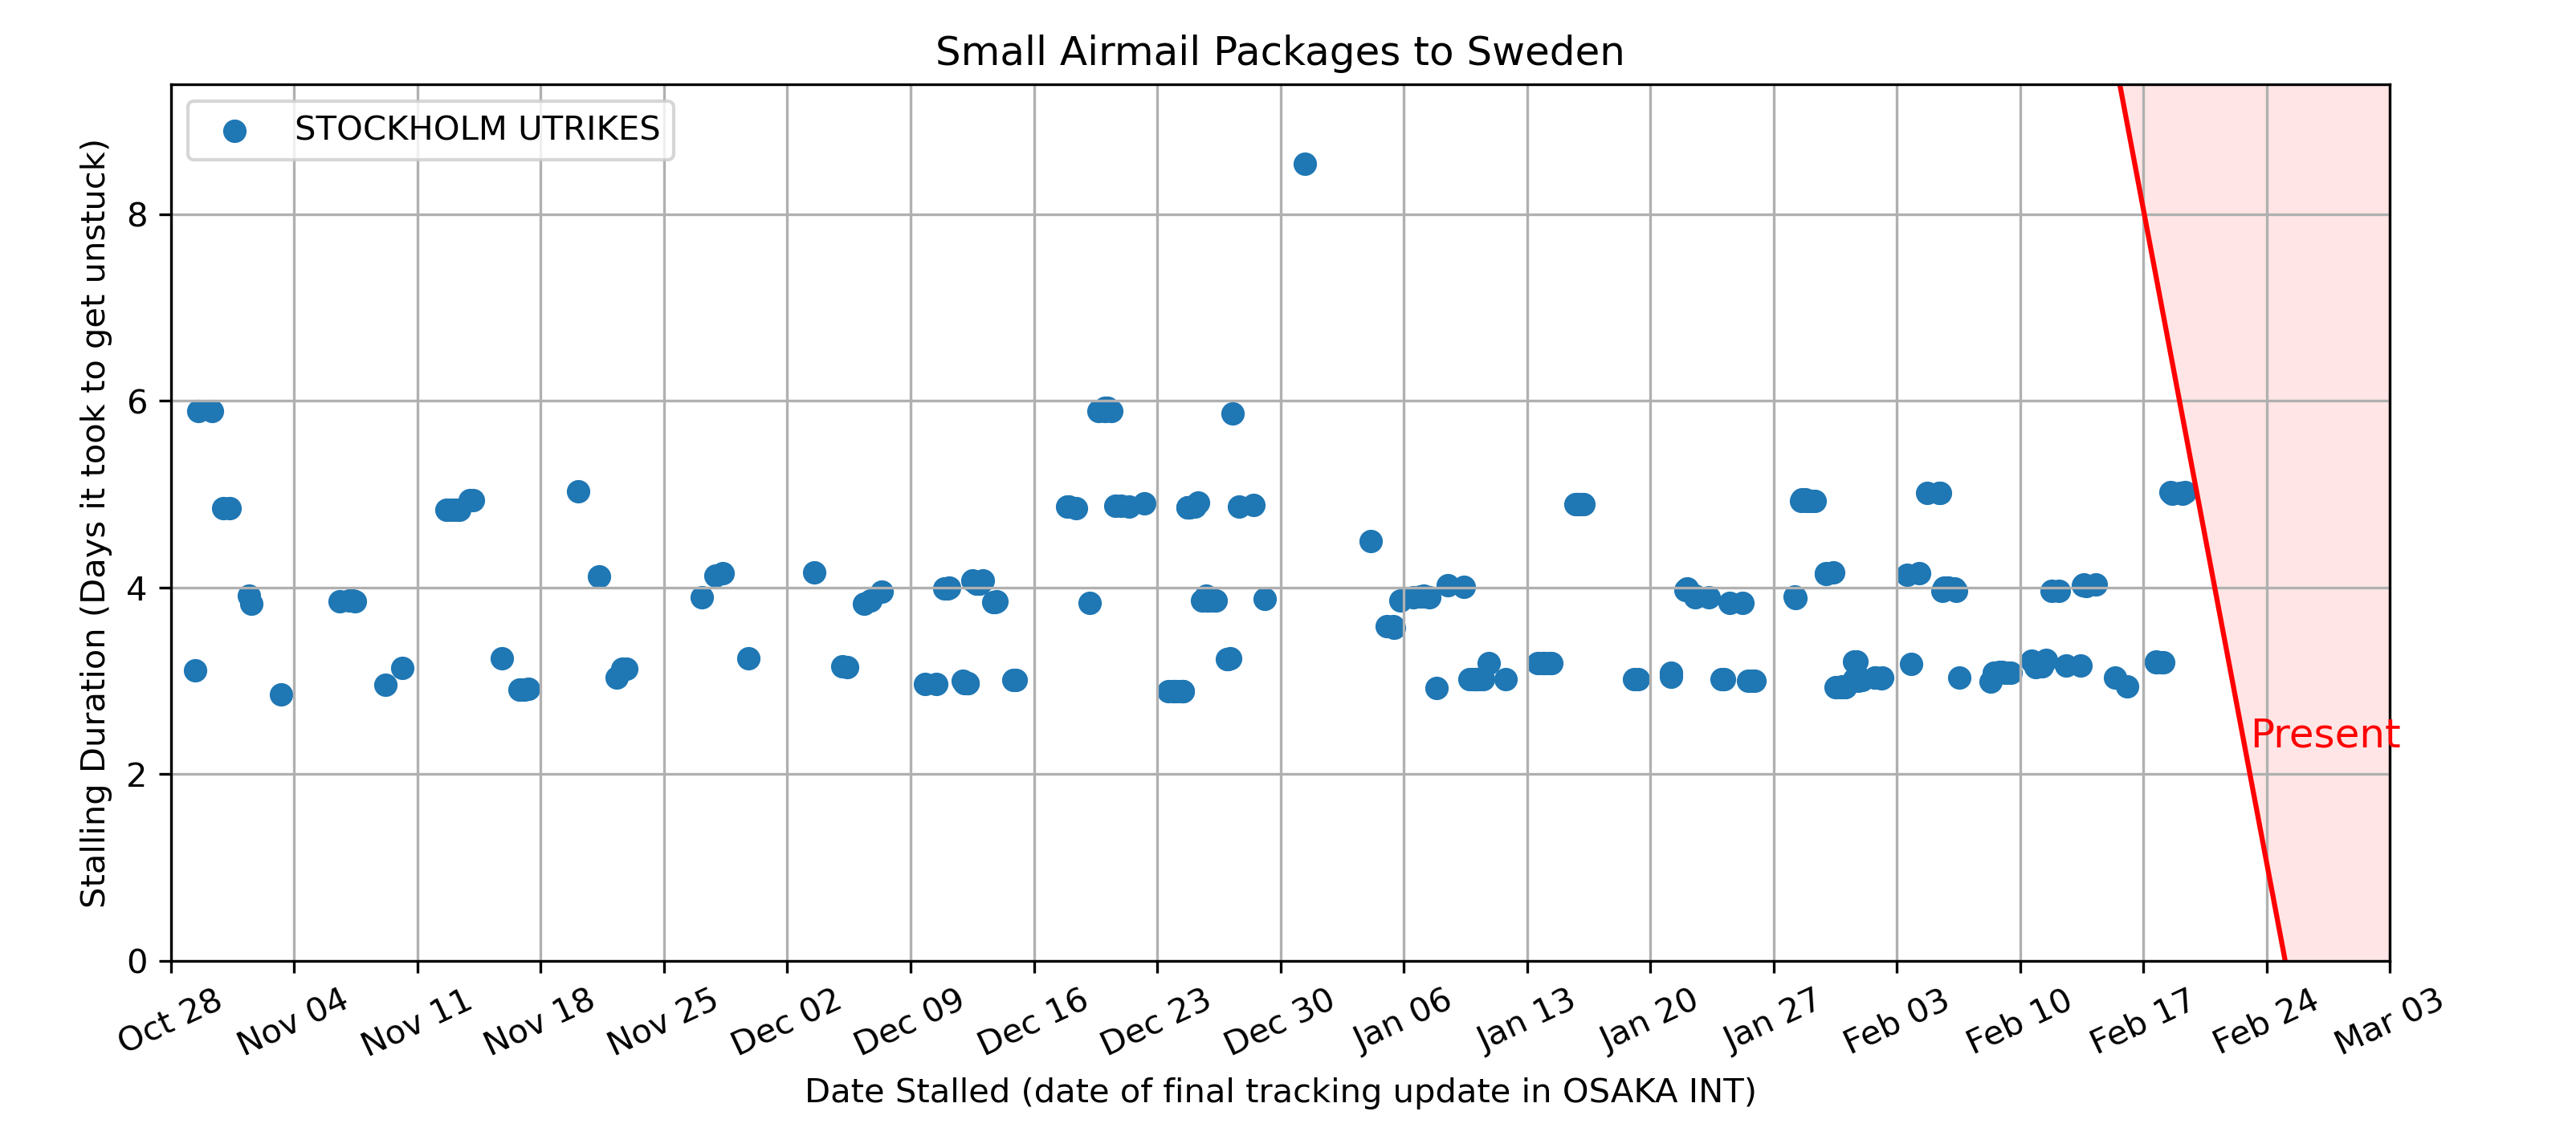 Small Airmail Packages to Sweden
STOCKHOLM UTRIKES
Stalling Duration (Days it took to get unstuck)
8
6
4
2
0
Present
Oct 28
Nov 04
Nov 11
Nov 18
Nov 25
Dec 02
Dec 09
Dec 16
Dec 23
Dec 30
Jan 06
Jan 13
Jan 20
Jan 27
Feb 03
Feb 10
Feb 17
Feb 24
Mar 03
Date Stalled (date of final tracking update in OSAKA INT)